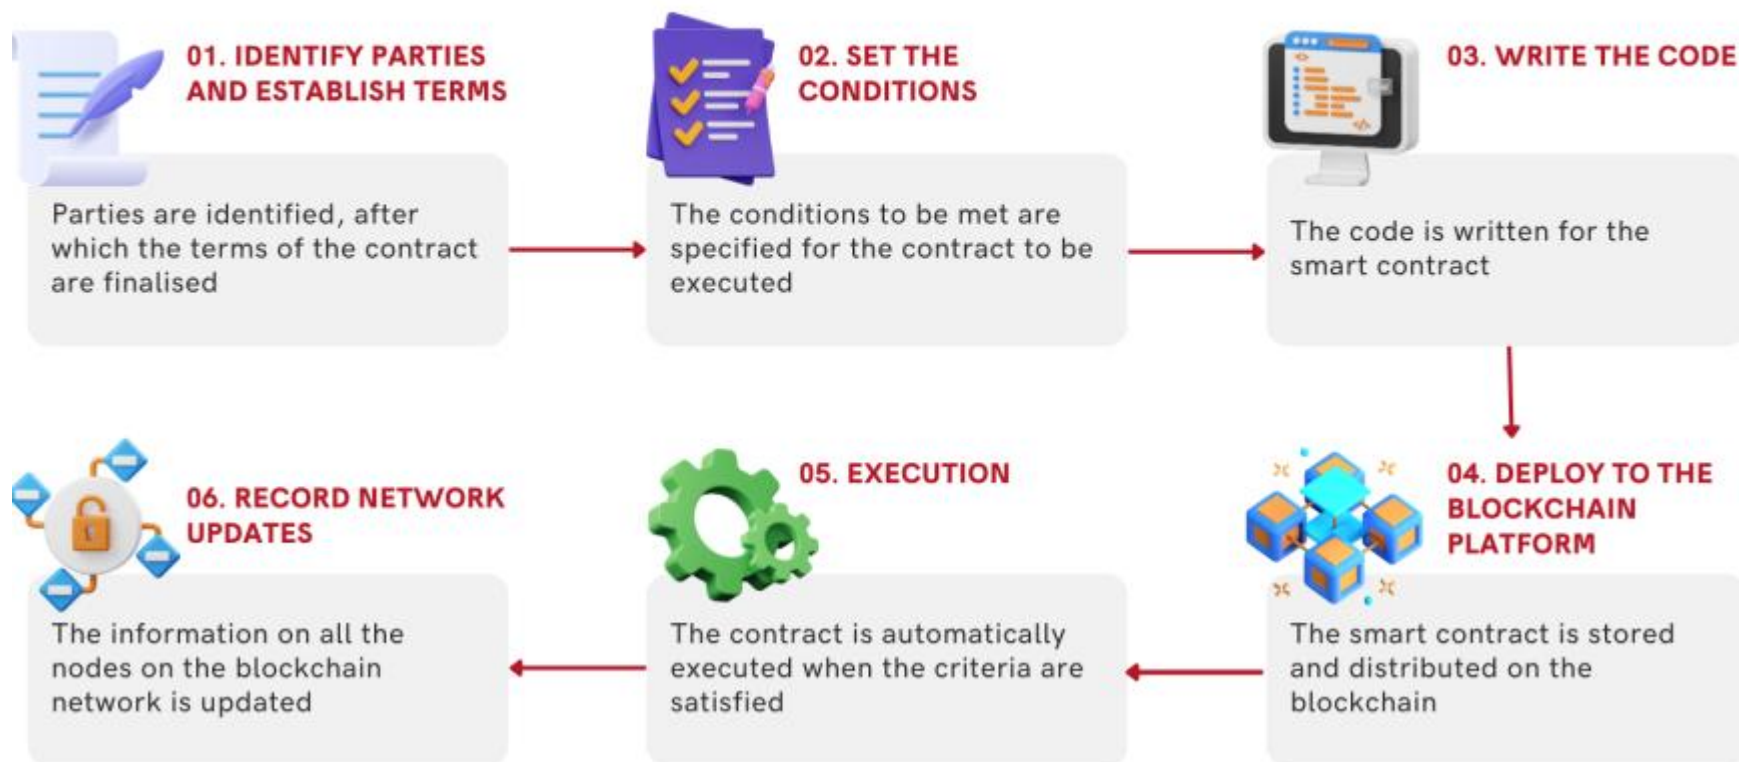 01. IDENTIFY PARTIES
AND ESTABLISH TERMS
Parties are identified, after
which the terms of the contract
are finalised
02. SET THE
CONDITIONS
The conditions to be met are
specified for the contract to be
executed
03. WRITE THE CODE
The code is written for the
smart contract
04. DEPLOY TO THE
BLOCKCHAIN
PLATFORM
The smart contract is stored
and distributed on the
blockchain
05. EXECUTION
The contract is automatically
executed when the criteria are
satisfied
06. RECORD NETWORK
UPDATES
The information on all the
nodes on the blockchain
network is updated